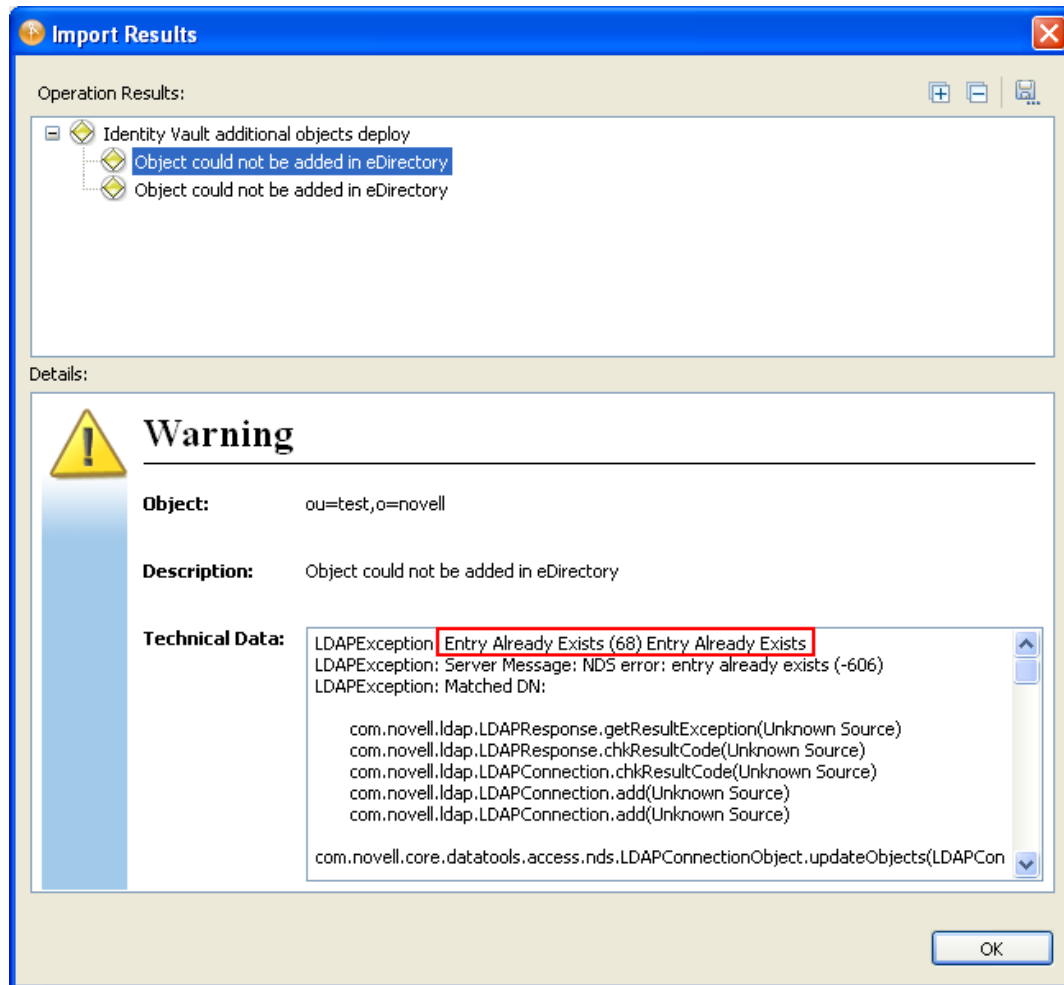 Import Results
Operation Results:
Identity Vault additional objects deploy
Object could not be added in eDirectory
Object could not be added in eDirectory
Details:
Warning
Object: ou=test,o=novell
Description: Object could not be added in eDirectory
Technical Data: LDAPException Entry Already Exists (68) Entry Already Exists
LDAPException: Server Message: NDS error: entry already exists (-606)
LDAPException: Matched DN:
com.novell.ldap.LDAPResponse.getResultException(Unknown Source)
com.novell.ldap.LDAPResponse.chkResultCode(Unknown Source)
com.novell.ldap.LDAPConnection.chkResultCode(Unknown Source)
com.novell.ldap.LDAPConnection.add(Unknown Source)
com.novell.ldap.LDAPConnection.add(Unknown Source)
com.novell.core.datatools.access.nds.LDAPConnectionObject.updateObjects(LDAPCon
OK